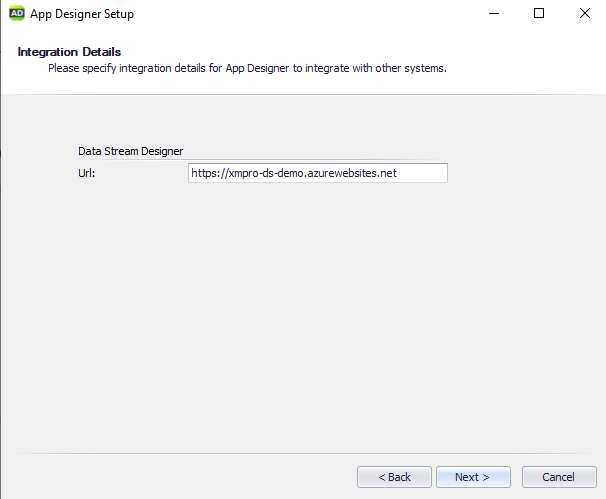 AD App Designer Setup
Integration Details
Please specify integration details for App Designer to integrate with other systems.
Data Stream Designer
Url: https://xmpro-ds-demo.azurewebsites.net
< Back Next > Cancel